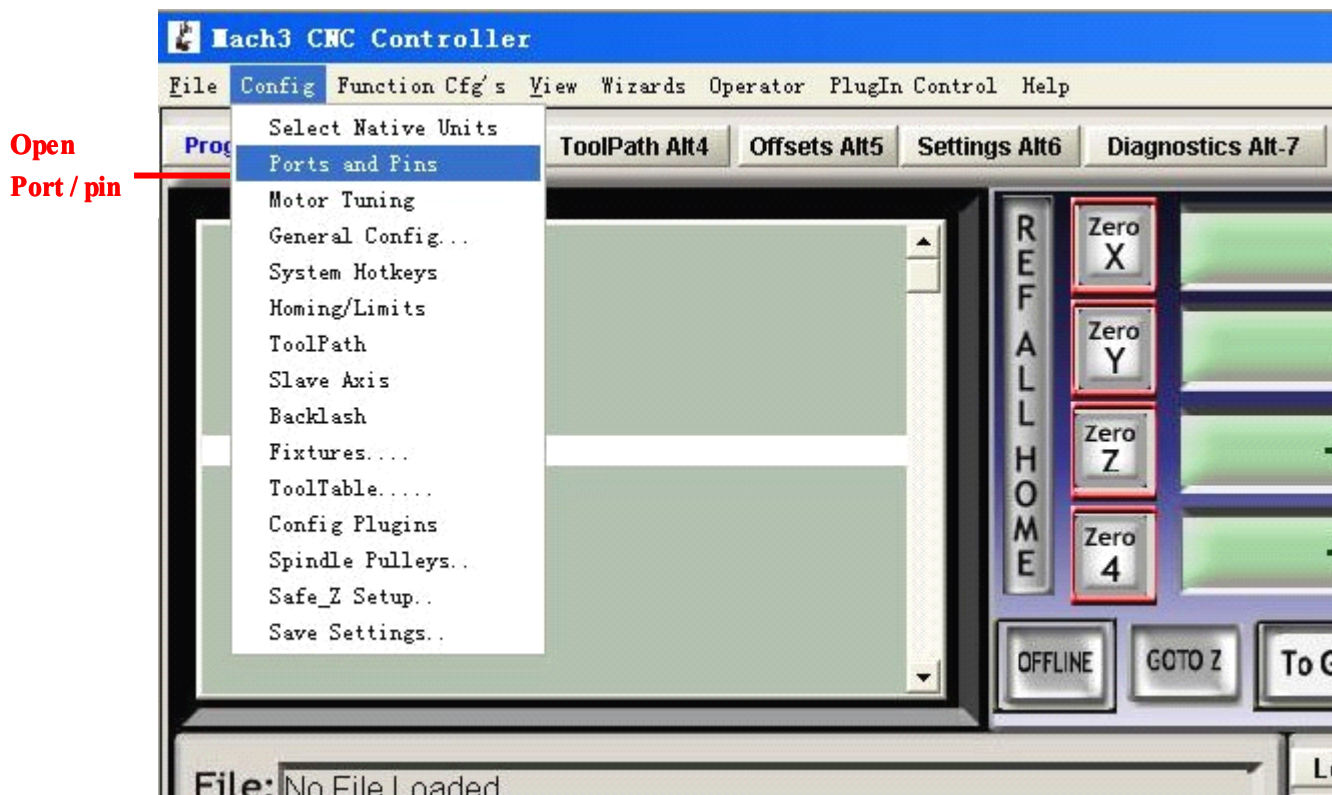 Mach3 CNC Controller
File Config Function Cfg's View Wizards Operator PlugIn Control Help
Open
Port / pin
Prog
ToolPath Alt4
Offsets Alt5
Settings Alt6
Diagnostics Alt-7
Select Native Units
Ports and Pins
Motor Tuning
General Config...
System Hotkeys
Homing/Limits
ToolPath
Slave Axis
Backlash
Fixtures....
ToolTable.....
Config Plugins
Spindle Pulleys..
Safe_Z Setup..
Save Settings..
REF ALL HOME
Zero
X
Zero
Y
Zero
Z
Zero
4
OFFLINE
GOTO Z
To G
File: No File Loaded